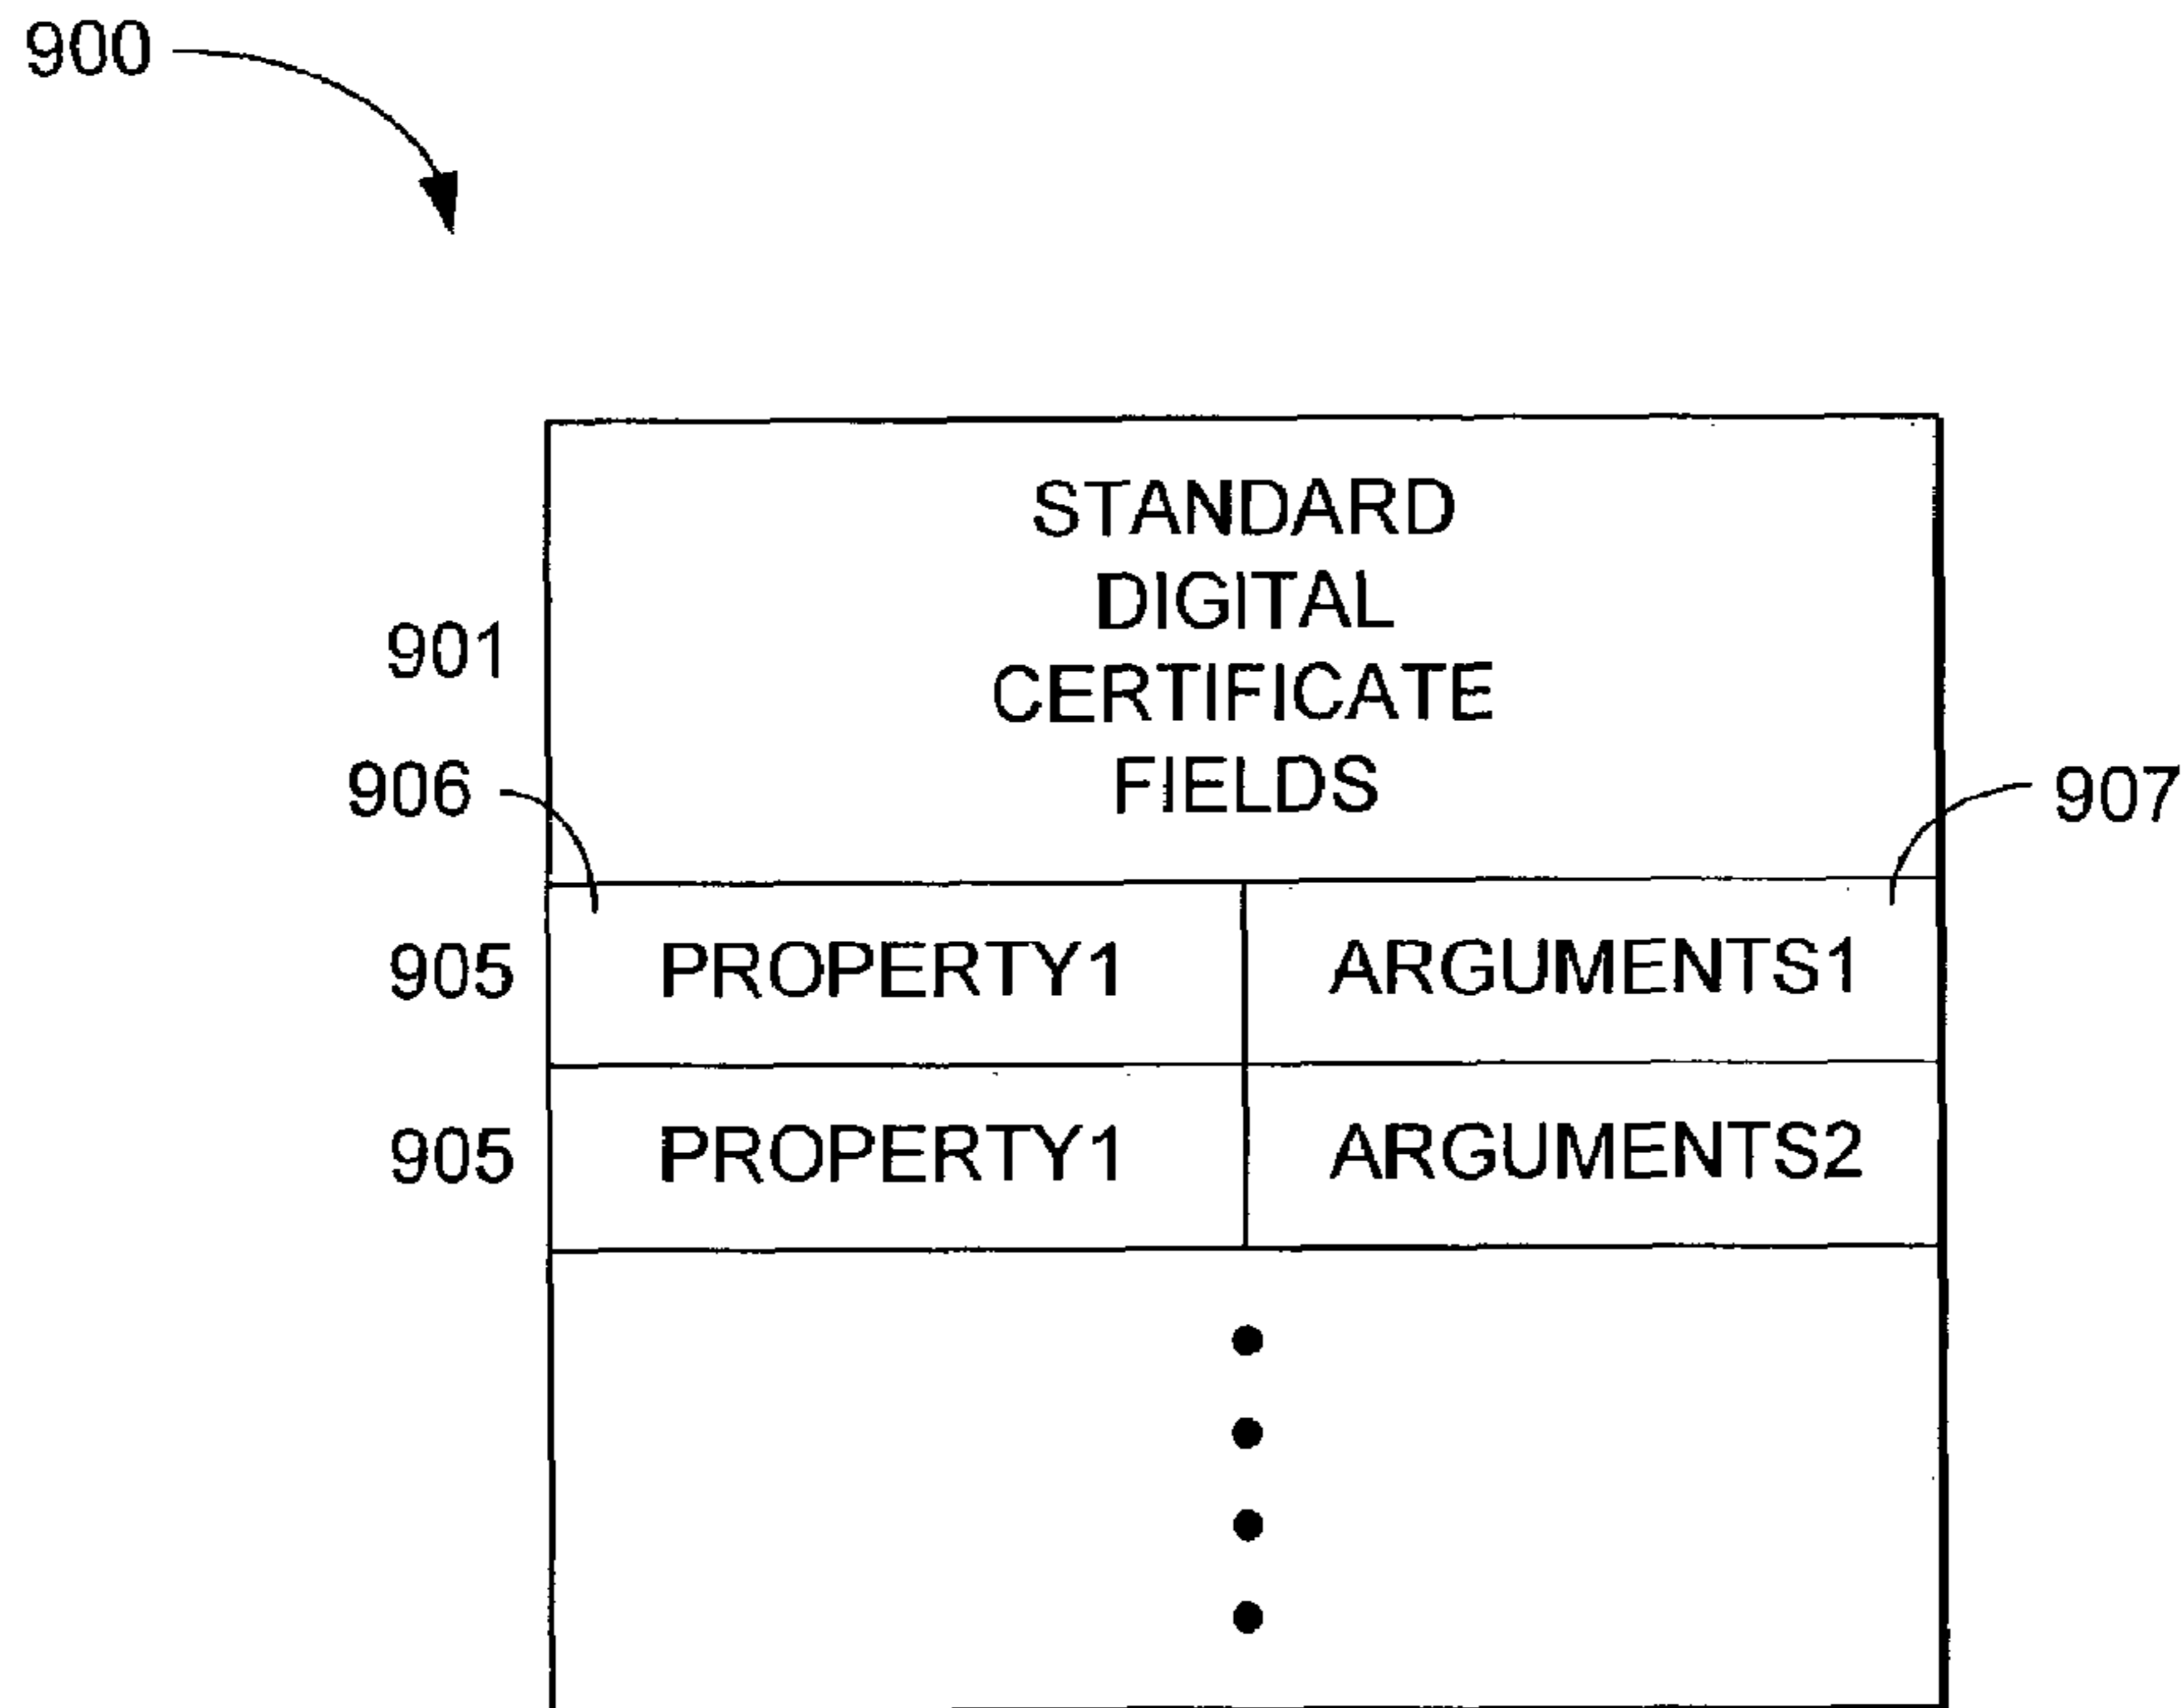 900
STANDARD
DIGITAL
901
CERTIFICATE
906
FIELDS
907
905 PROPERTY1 ARGUMENTS1
905 PROPERTY1 ARGUMENTS2